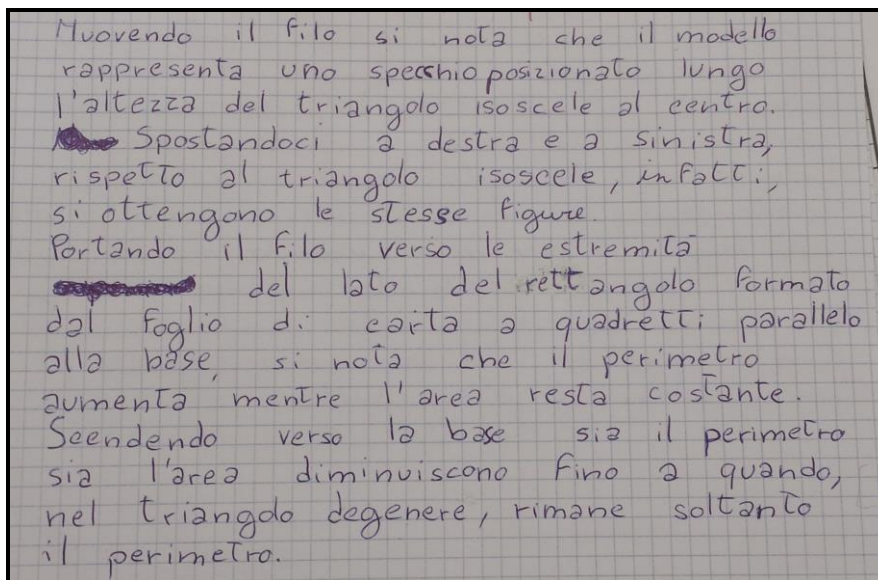 Muovendo il filo si nota che il modello
rappresenta uno specchio posizionato lungo
l'altezza del triangolo isoscele al centro.
Spostandoci a destra e a sinistra,
rispetto al triangolo isoscele, infatti,
si ottengono le stesse figure.
Portando il filo verso le estremità
del lato del rettangolo formato
dal foglio di carta a quadretti parallelo
alla base, si nota che il perimetro
aumenta mentre l'area resta costante.
Scendendo verso la base sia il perimetro
sia l'area diminuiscono fino a quando,
nel triangolo degenere, rimane soltanto
il perimetro.